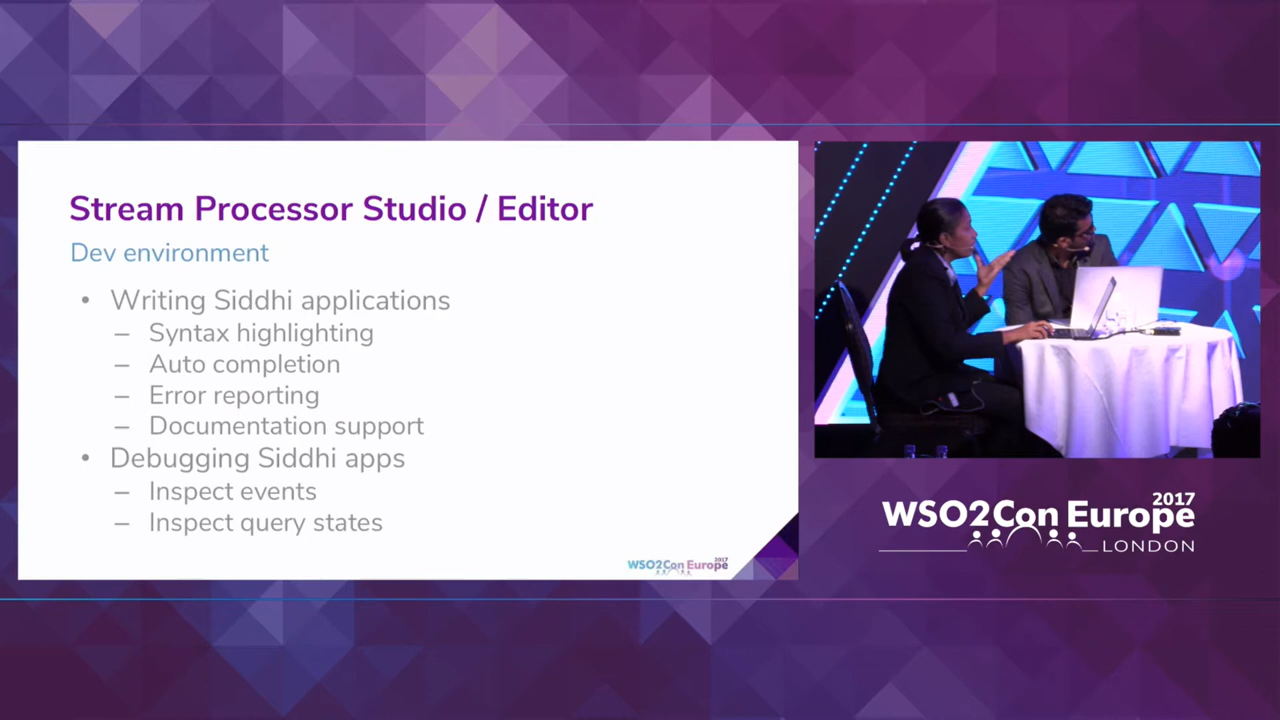 Stream Processor Studio / Editor
Dev environment
• Writing Siddhi applications
– Syntax highlighting
– Auto completion
– Error reporting
– Documentation support
• Debugging Siddhi apps
– Inspect events
– Inspect query states
WSO2Con Europe 2017
WSO2Con Europe 2017
LONDON